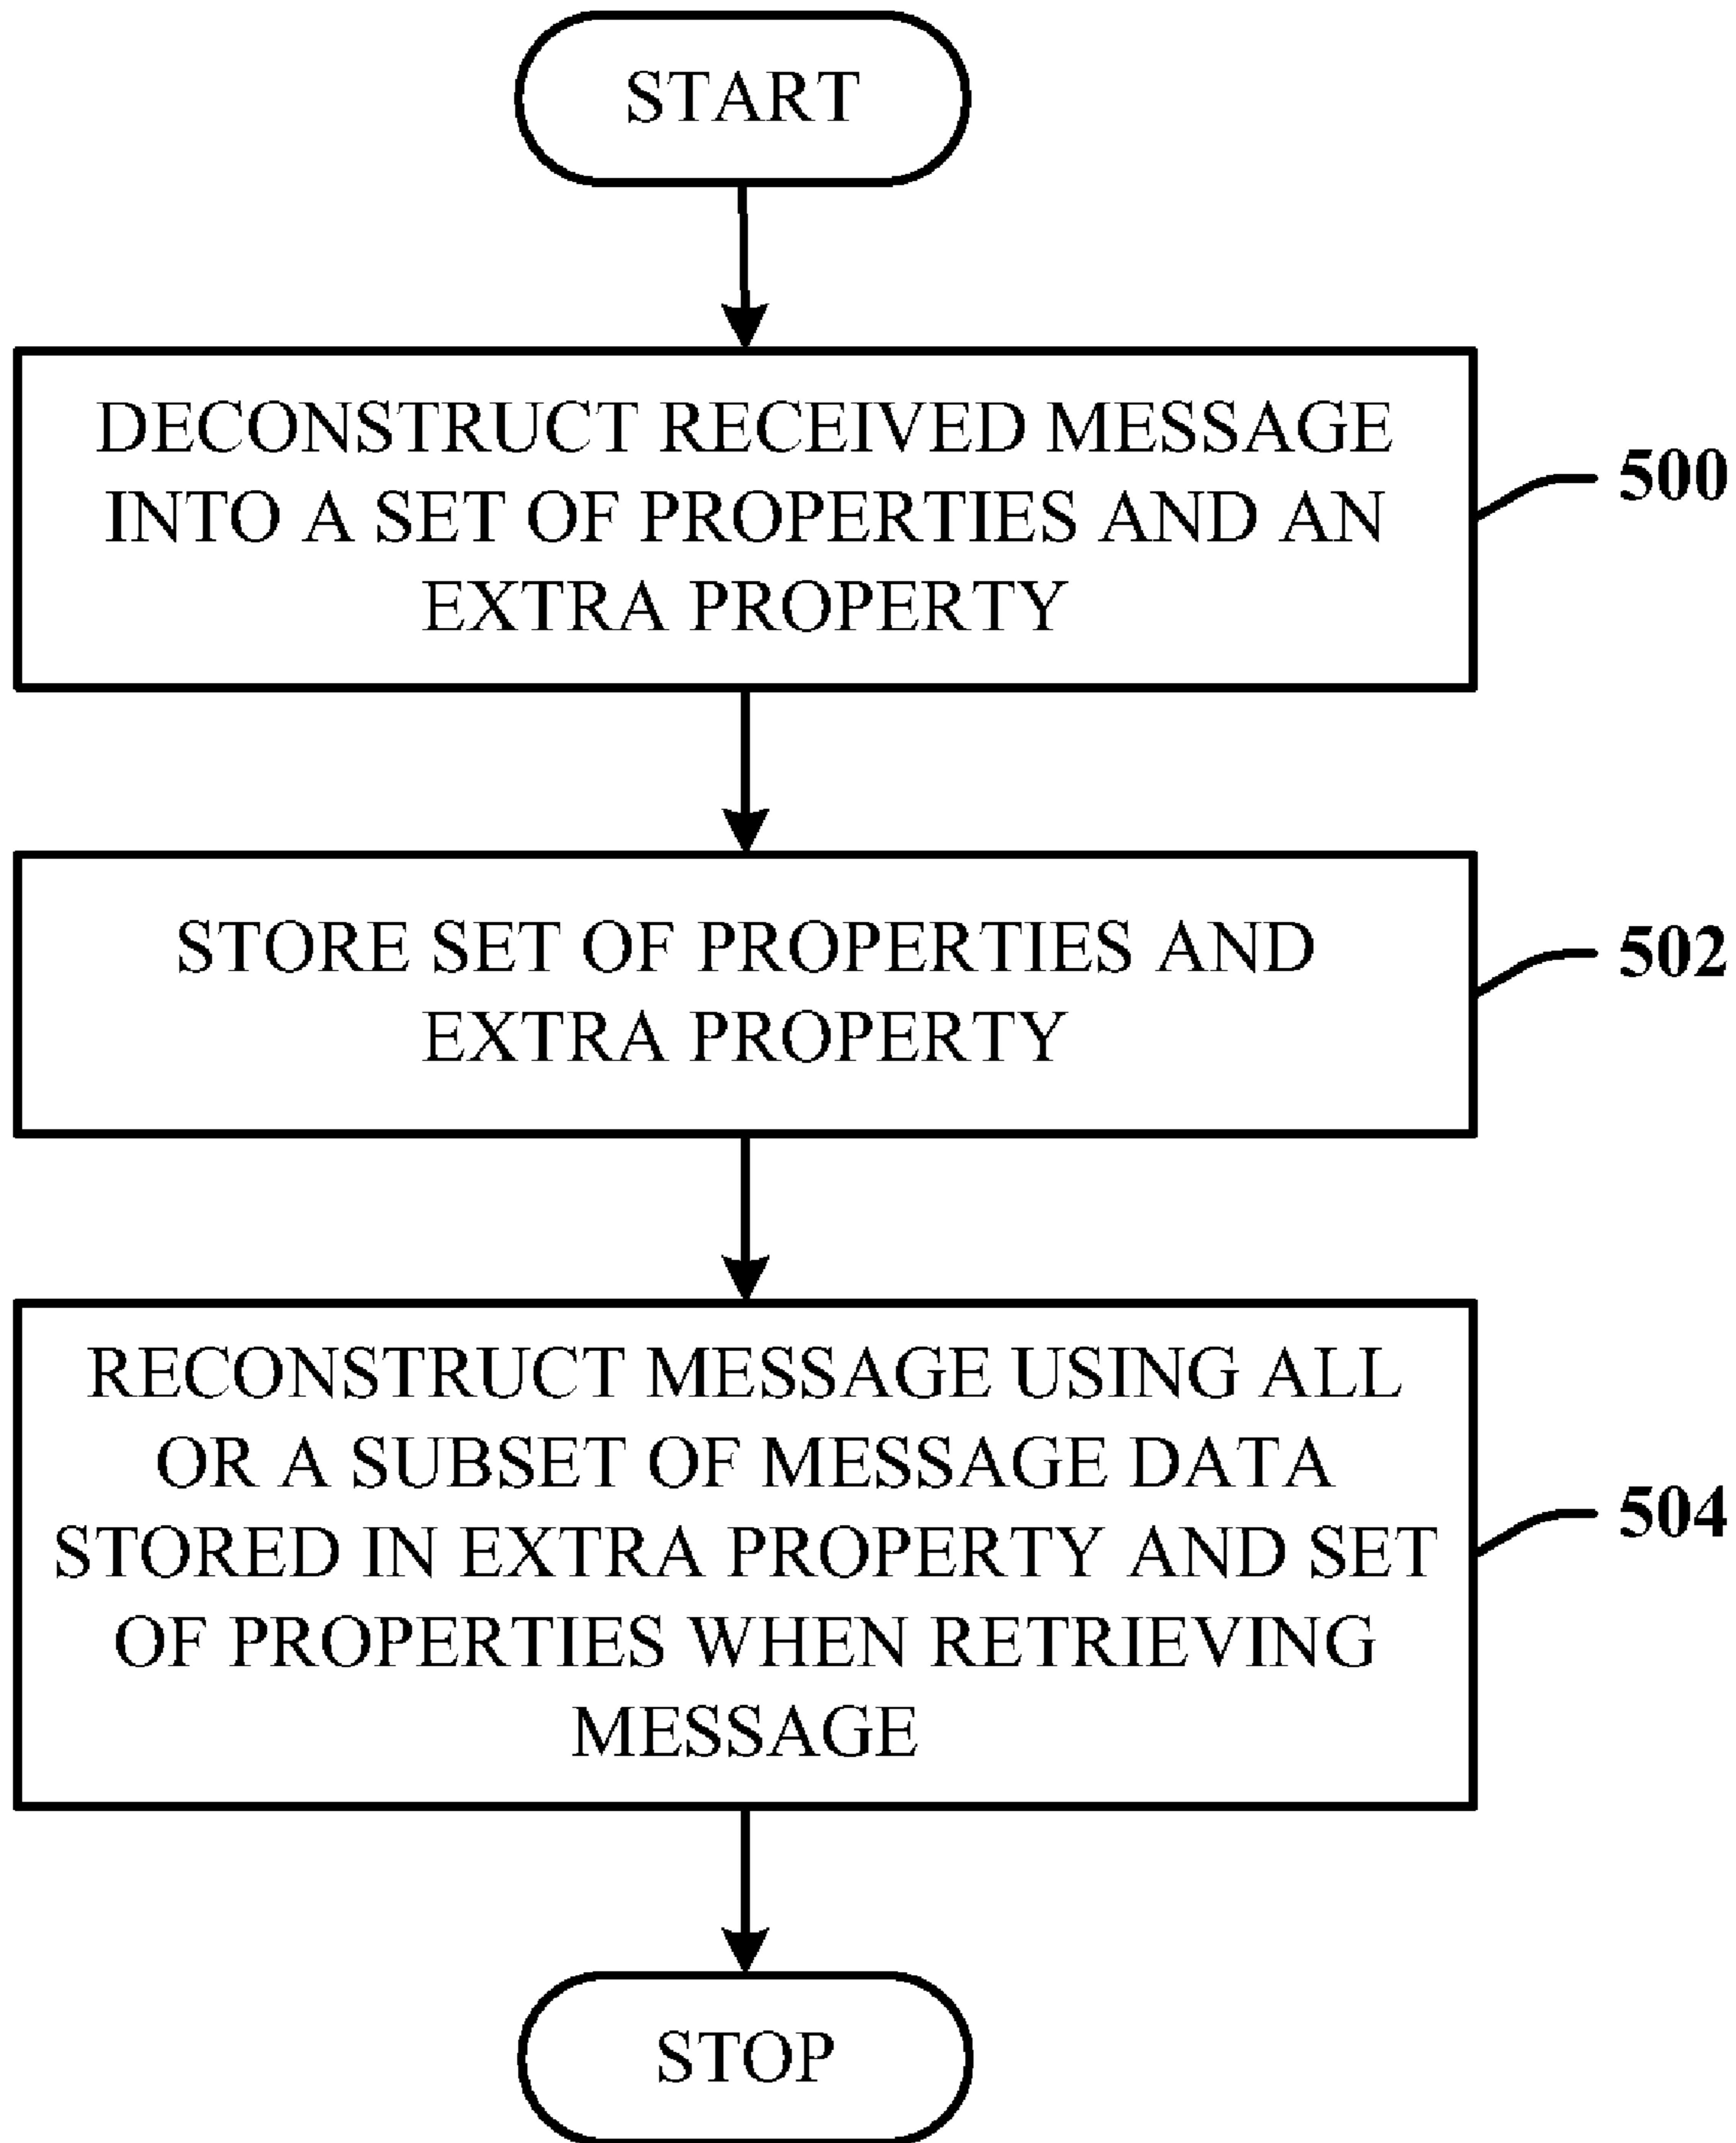 START
DECONSTRUCT RECEIVED MESSAGE
INTO A SET OF PROPERTIES AND AN
EXTRA PROPERTY
500
STORE SET OF PROPERTIES AND
EXTRA PROPERTY
502
RECONSTRUCT MESSAGE USING ALL
OR A SUBSET OF MESSAGE DATA
STORED IN EXTRA PROPERTY AND SET
OF PROPERTIES WHEN RETRIEVING
MESSAGE
504
STOP